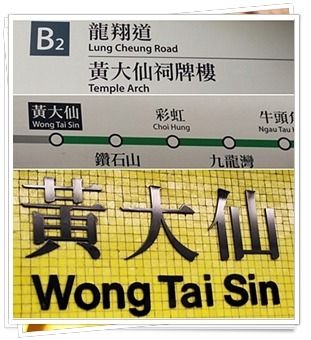 B2
龍翔道
Lung Cheung Road
黃大仙祠牌樓
Temple Arch
黃大仙
Wong Tai Sin
彩虹
Choi Hung
牛頭角
Ngau Tau
鑽石山
九龍灣
黃大仙
Wong Tai Sin